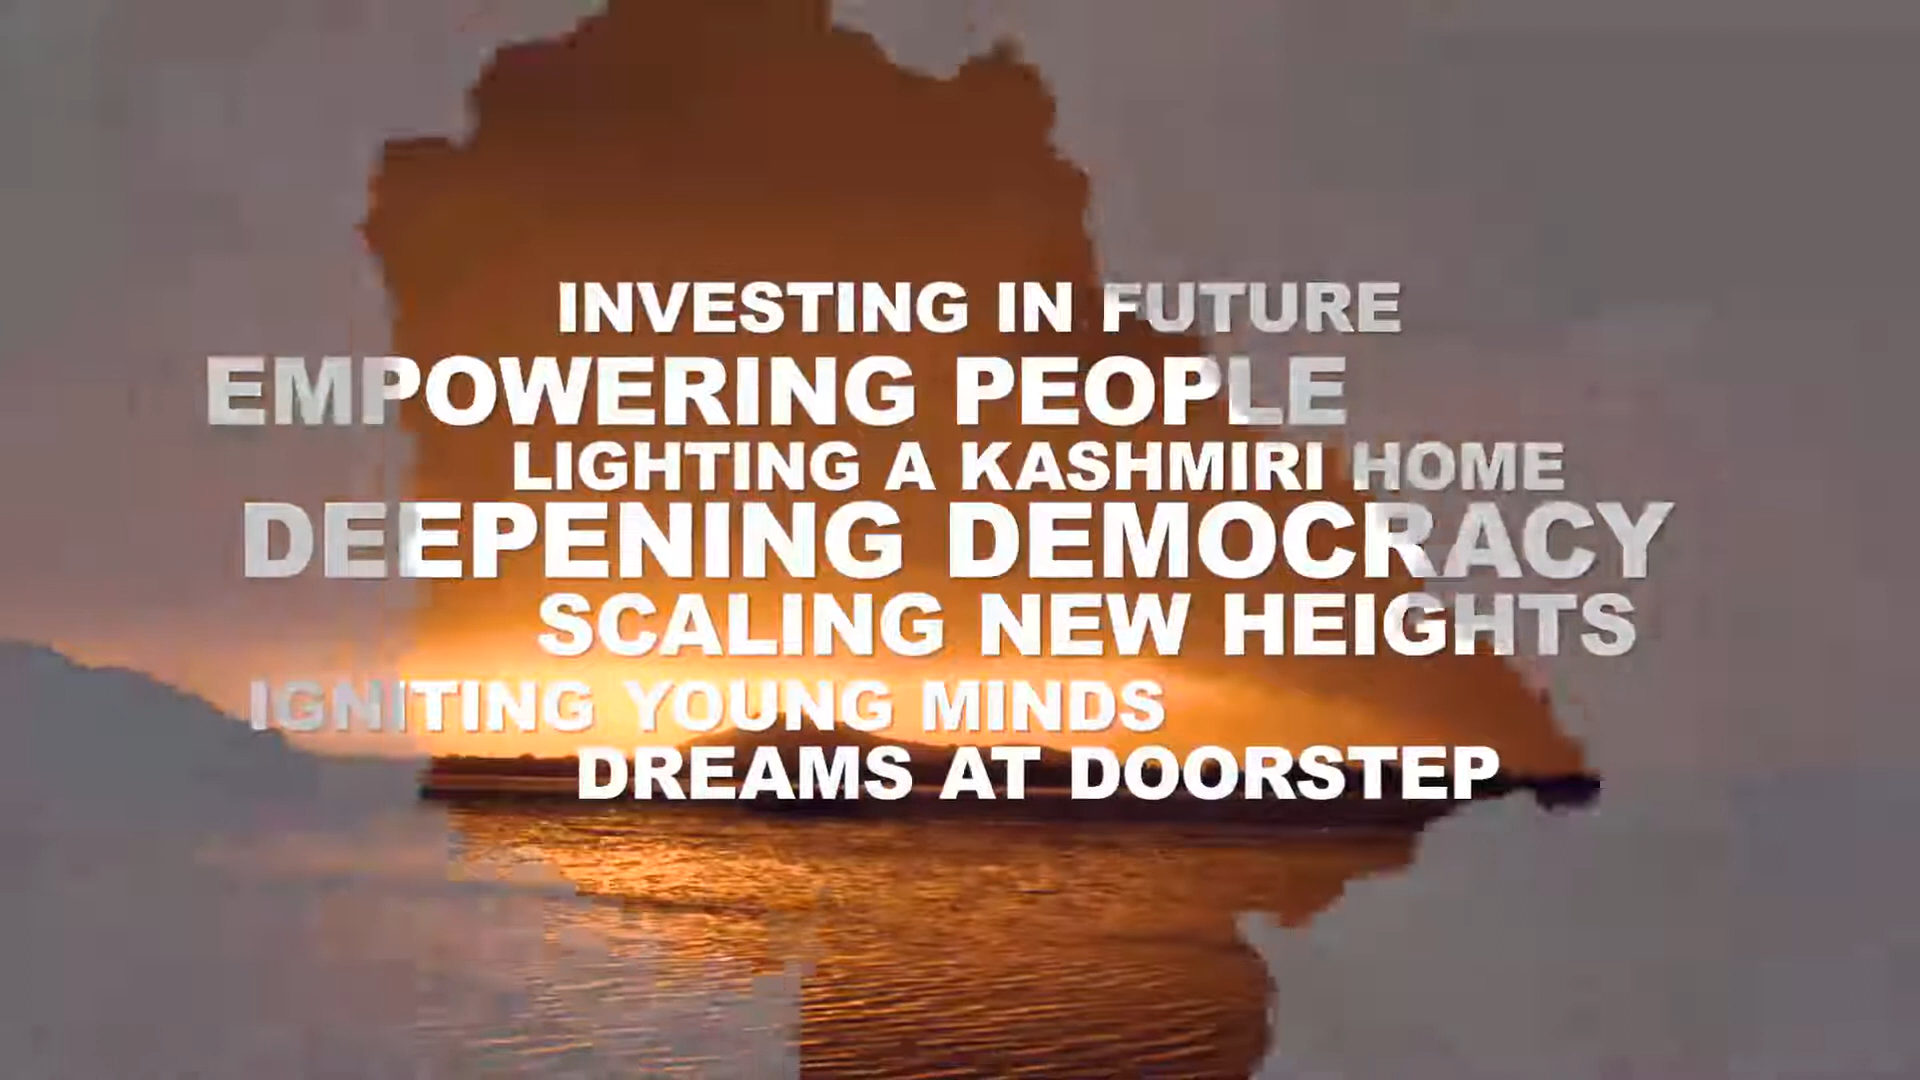 INVESTING IN FUTURE
EMPOWERING PEOPLE
LIGHTING A KASHMIRI HOME
DEEPENING DEMOCRACY
SCALING NEW HEIGHTS
IGNITING YOUNG MINDS
DREAMS AT DOORSTEP